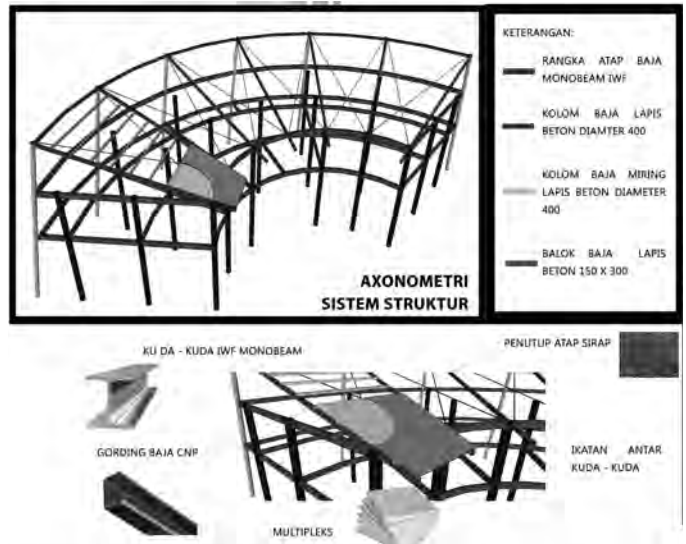 KETERANGAN:
RANGKA ATAP BAJA
MONOBEAM IWF
KOLOM BAJA LAPIS
BETON DIAMTER 400
KOLOM BAJA MIRING
LAPIS BETON DIAMETER
400
BALOK BAJA LAPIS
BETON 150 X 300
AXONOMETRI
SISTEM STRUKTUR
KU DA - KUDA IWF MONOBEAM
PENUTUP ATAP SIRAP
GORDING BAJA CNP
IKATAN ANTAR
KUDA - KUDA
MULTIPLEKS